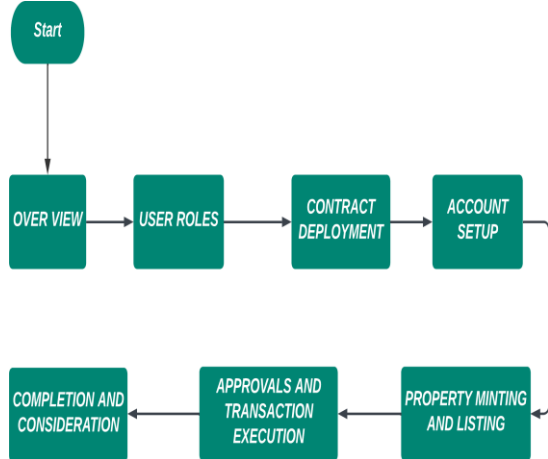 Start
OVER VIEW
USER ROLES
CONTRACT
DEPLOYMENT
ACCOUNT
SETUP
PROPERTY MINTING
AND LISTING
APPROVALS AND
TRANSACTION
EXECUTION
COMPLETION AND
CONSIDERATION